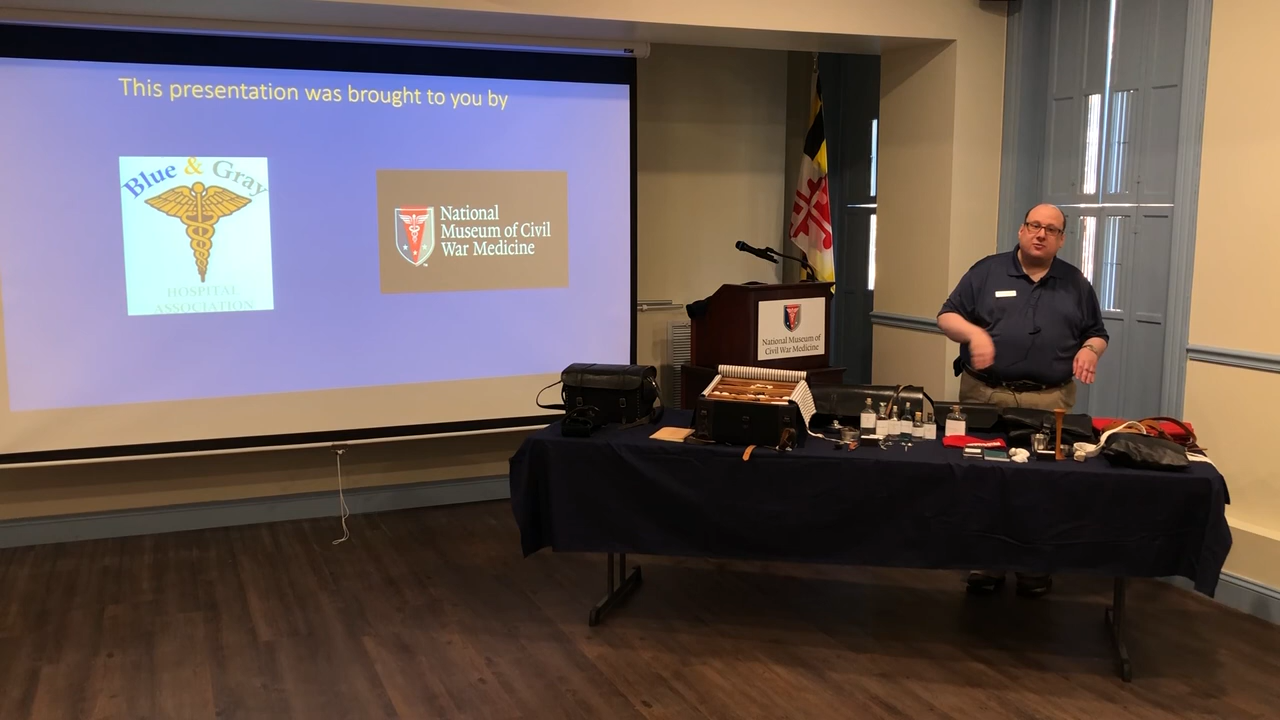 This presentation was brought to you by
Blue & Gray
HOSPITAL
ASSOCIATION
National
Museum of Civil
War Medicine
National Museum of
Civil War Medicine